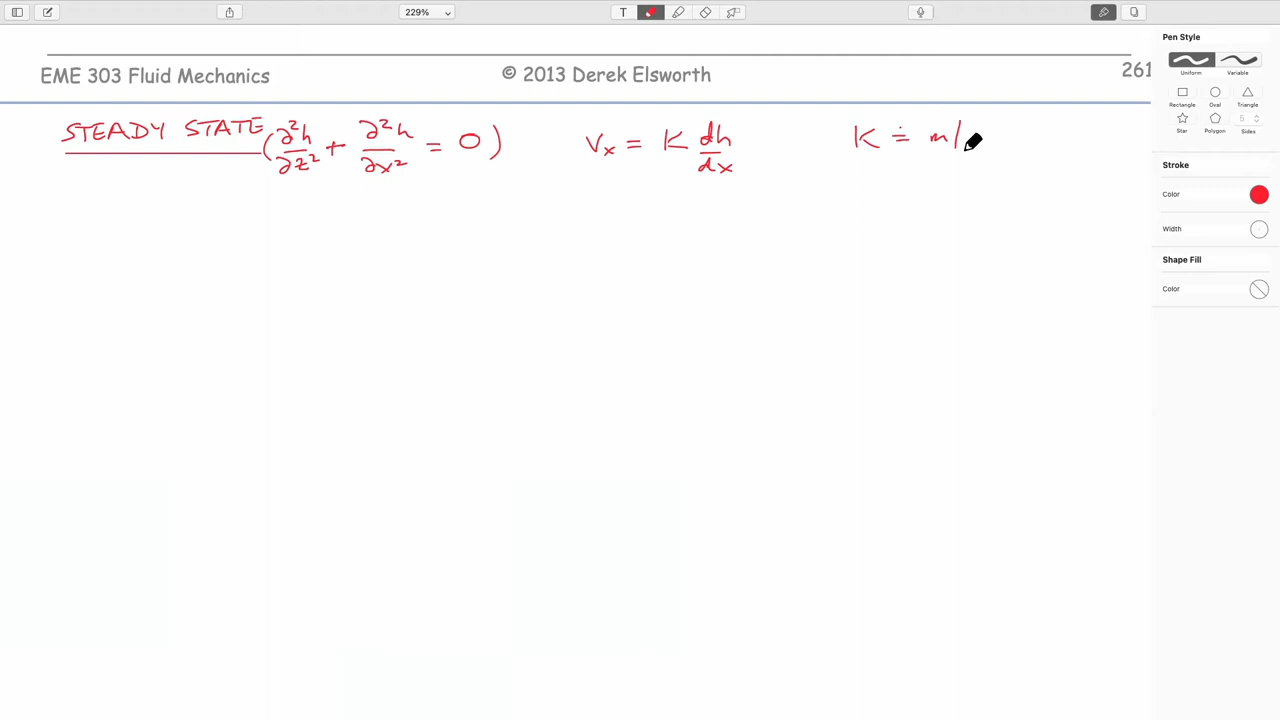 229%
T
EME 303 Fluid Mechanics © 2013 Derek Elsworth 261
STEADY STATE (∂²h/∂z² + ∂²h/∂x² = 0) vₓ = K dh/dx K ≐ m/
Pen Style
Uniform Variable
Rectangle Oval Triangle
Star Polygon 5 Sides
Stroke
Color
Width
Shape Fill
Color